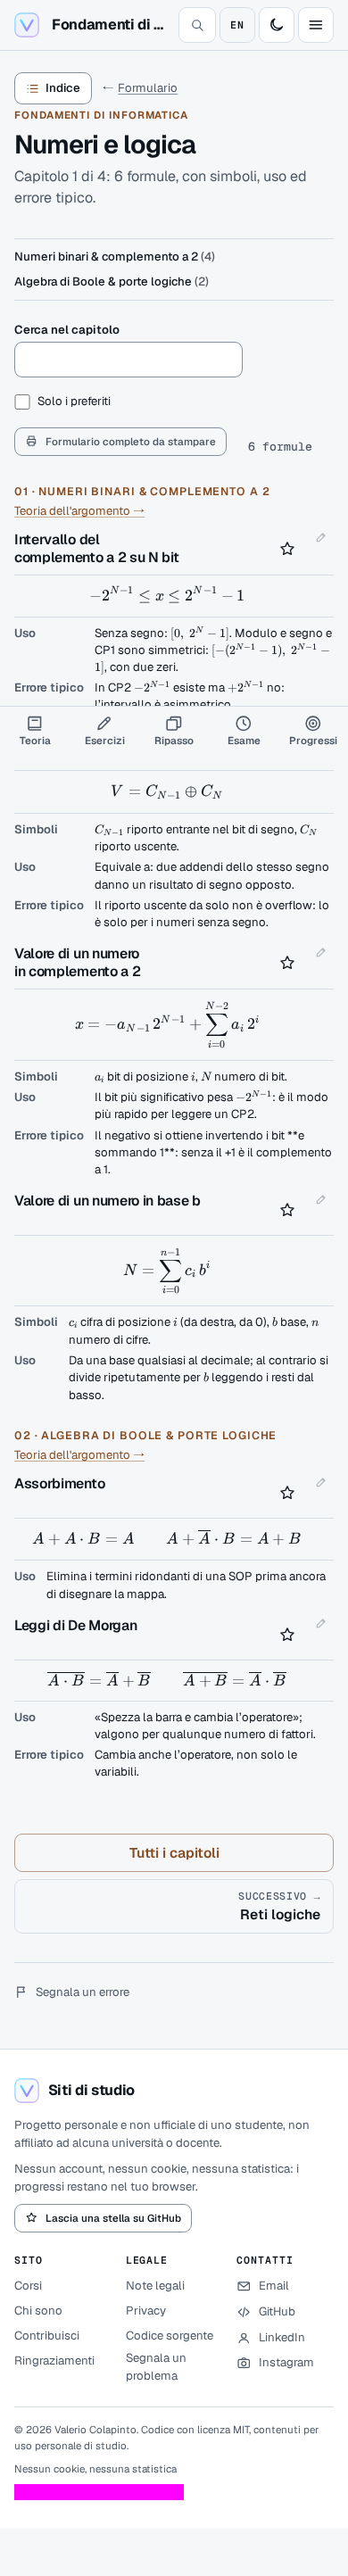 Fondamenti di ...
EN
Indice
← Formulario
FONDAMENTI DI INFORMATICA
Numeri e logica
Capitolo 1 di 4: 6 formule, con simboli, uso ed
errore tipico.
Numeri binari & complemento a 2 (4)
Algebra di Boole & porte logiche (2)
Cerca nel capitolo
Solo i preferiti
Formulario completo da stampare
6 formule
01 · NUMERI BINARI & COMPLEMENTO A 2
Teoria dell'argomento →
Intervallo del
complemento a 2 su N bit
−2^{N−1} ≤ x ≤ 2^{N−1} − 1
Uso
Senza segno: [0, 2^N − 1]. Modulo e segno e
CP1 sono simmetrici: [−(2^{N−1} − 1), 2^{N−1} −
1], con due zeri.
Errore tipico
In CP2 −2^{N−1} esiste ma +2^{N−1} no:
l'intervallo è asimmetrico.
Teoria
Esercizi
Ripasso
Esame
Progressi
V = C_{N−1} ⊕ C_N
Simboli
C_{N−1} riporto entrante nel bit di segno, C_N
riporto uscente.
Uso
Equivale a: due addendi dello stesso segno
danno un risultato di segno opposto.
Errore tipico
Il riporto uscente da solo non è overflow: lo
è solo per i numeri senza segno.
Valore di un numero
in complemento a 2
x = −a_{N−1} 2^{N−1} + ∑_{i=0}^{N−2} a_i 2^i
Simboli
a_i bit di posizione i, N numero di bit.
Uso
Il bit più significativo pesa −2^{N−1}: è il modo
più rapido per leggere un CP2.
Errore tipico
Il negativo si ottiene invertendo i bit **e
sommando 1**: senza il +1 è il complemento
a 1.
Valore di un numero in base b
N = ∑_{i=0}^{n−1} c_i b^i
Simboli
c_i cifra di posizione i (da destra, da 0), b base, n
numero di cifre.
Uso
Da una base qualsiasi al decimale; al contrario si
divide ripetutamente per b leggendo i resti dal
basso.
02 · ALGEBRA DI BOOLE & PORTE LOGICHE
Teoria dell'argomento →
Assorbimento
A + A · B = A A + A̅ · B = A + B
Uso
Elimina i termini ridondanti di una SOP prima ancora
di disegnare la mappa.
Leggi di De Morgan
\overline{A · B} = A̅ + B̅ \overline{A + B} = A̅ · B̅
Uso
«Spezza la barra e cambia l'operatore»;
valgono per qualunque numero di fattori.
Errore tipico
Cambia anche l'operatore, non solo le
variabili.
Tutti i capitoli
SUCCESSIVO →
Reti logiche
Segnala un errore
Siti di studio
Progetto personale e non ufficiale di uno studente, non
affiliato ad alcuna università o docente.
Nessun account, nessun cookie, nessuna statistica: i
progressi restano nel tuo browser.
Lascia una stella su GitHub
SITO
Corsi
Chi sono
Contribuisci
Ringraziamenti
LEGALE
Note legali
Privacy
Codice sorgente
Segnala un
problema
CONTATTI
Email
GitHub
LinkedIn
Instagram
© 2026 Valerio Colapinto. Codice con licenza MIT, contenuti per
uso personale di studio.
Nessun cookie, nessuna statistica